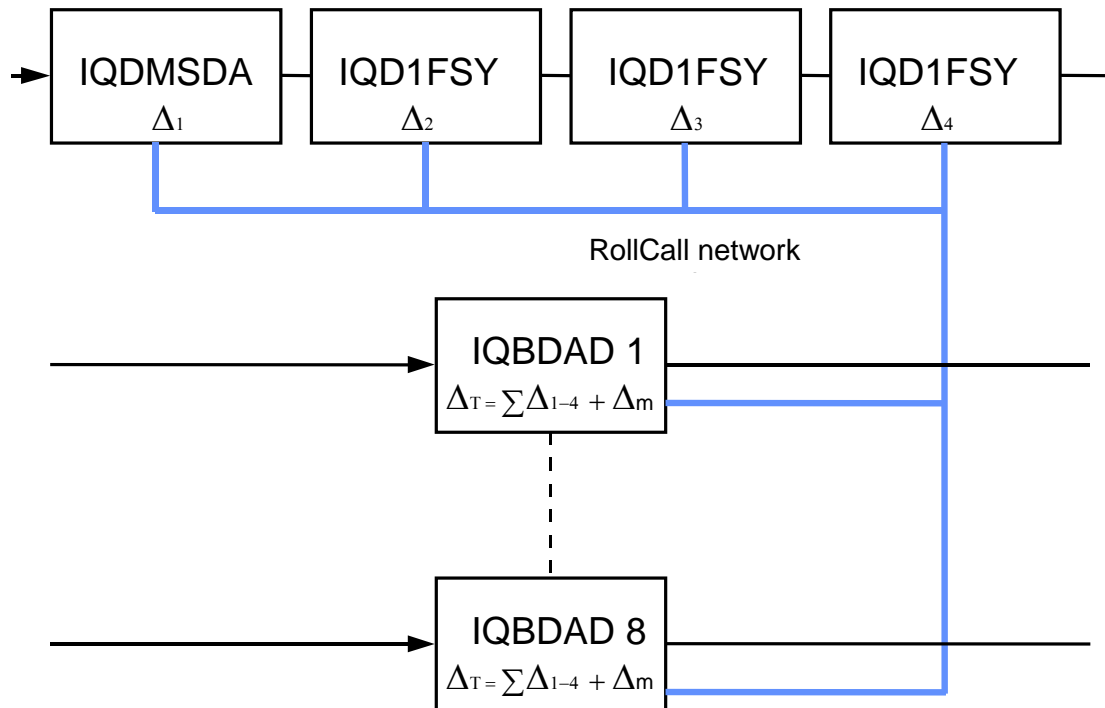 IQDMSDA
Δ1
IQD1FSY
Δ2
IQD1FSY
Δ3
IQD1FSY
Δ4
RollCall network
IQBDAD 1
ΔT = ∑Δ1–4 + Δm
IQBDAD 8
ΔT = ∑Δ1–4 + Δm